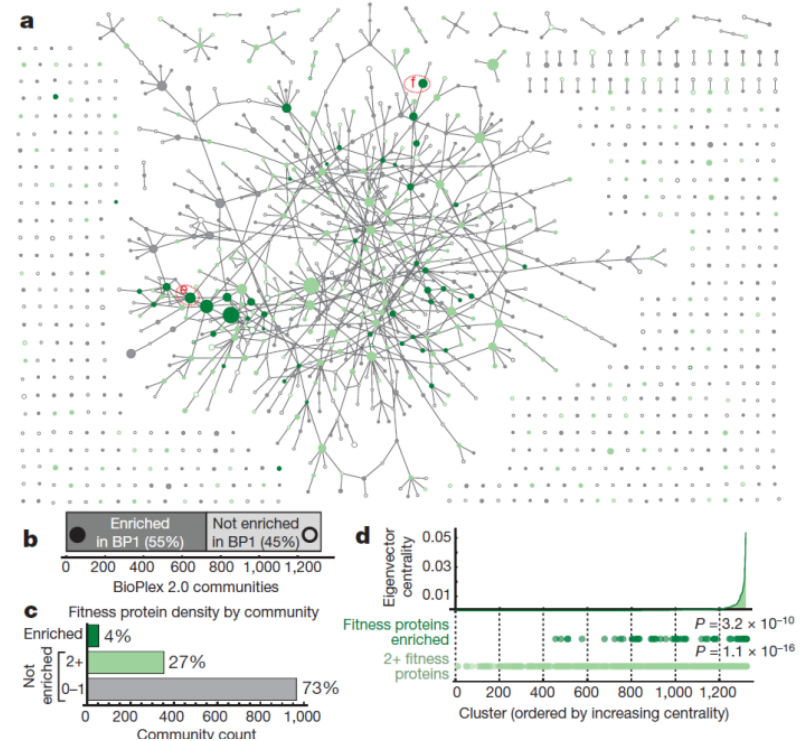 a
f
e
b
Enriched
in BP1 (55%)
Not enriched
in BP1 (45%)
0 200 400 600 800 1,000 1,200
BioPlex 2.0 communities
c
Fitness protein density by community
Enriched
4%
Not
enriched
2+
27%
0–1
73%
0 200 400 600 800 1,000
Community count
d
Eigenvector
centrality
0.05
0.03
0.01
Fitness proteins
enriched
P = 3.2 × 10⁻¹⁰
P = 1.1 × 10⁻¹⁶
2+ fitness
proteins
0 200 400 600 800 1,000 1,200
Cluster (ordered by increasing centrality)